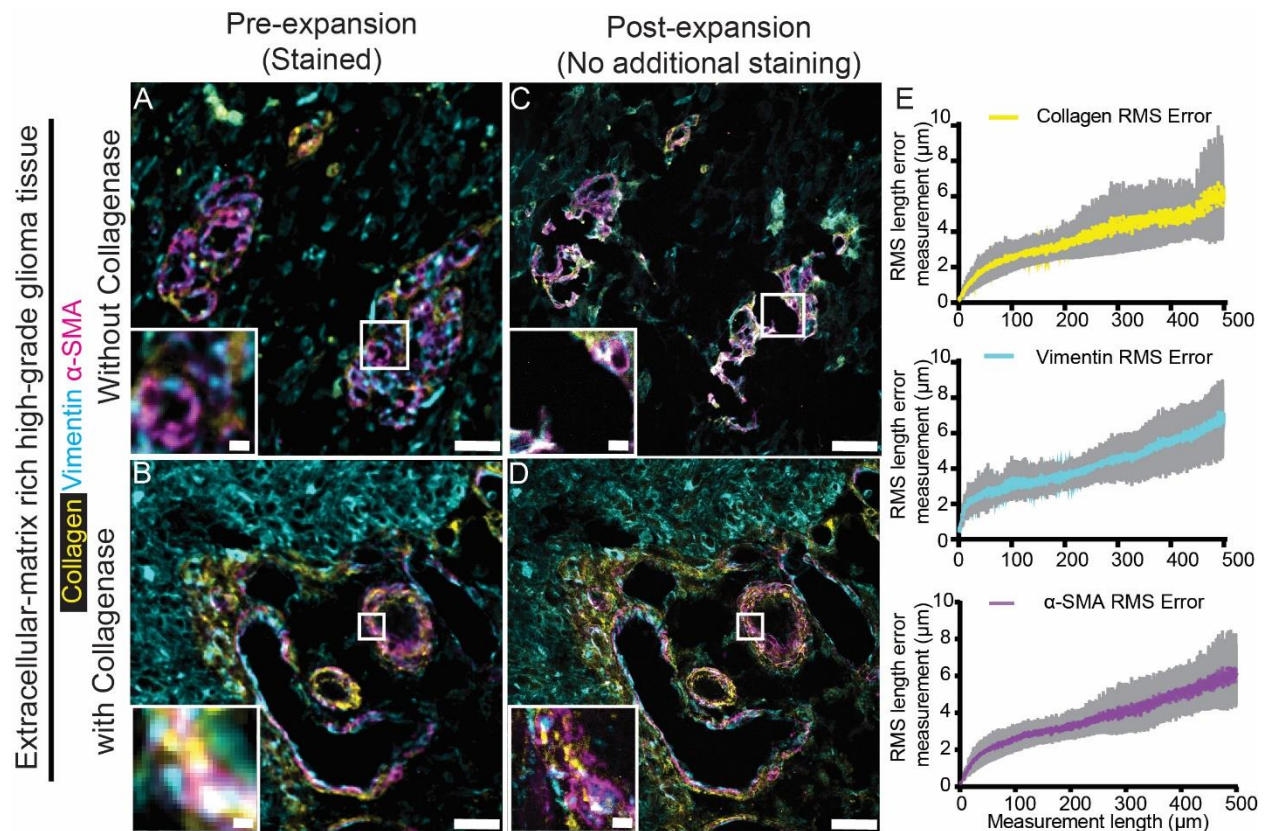 Pre-expansion
(Stained)
Post-expansion
(No additional staining)
Extracellular-matrix rich high-grade glioma tissue
Collagen Vimentin α-SMA
Without Collagenase
with Collagenase
A
B
C
D
E
Collagen RMS Error
RMS length error
measurement (µm)
10
8
6
4
2
0
0 100 200 300 400 500
Vimentin RMS Error
RMS length error
measurement (µm)
10
8
6
4
2
0
0 100 200 300 400 500
α-SMA RMS Error
RMS length error
measurement (µm)
10
8
6
4
2
0
0 100 200 300 400 500
Measurement length (µm)